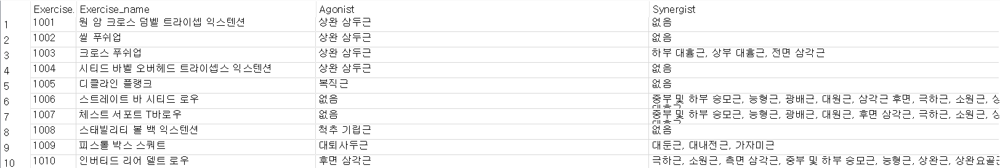 Exercise. Exercise_name Agonist Synergist
1 1001 원 암 크로스 덤벨 트라이셉 익스텐션 상완 삼두근 없음
2 1002 씰 푸쉬업 상완 삼두근 없음
3 1003 크로스 푸쉬업 상완 삼두근 하부 대흉근, 상부 대흉근, 전면 삼각근
4 1004 시티드 바벨 오버헤드 트라이셉스 익스텐션 상완 삼두근 없음
5 1005 디클라인 플랭크 복직근 없음
6 1006 스트레이트 바 시티드 로우 없음 중부 및 하부 승모근, 능형근, 광배근, 대원근, 삼각근 후면, 극하근, 소원근,
7 1007 체스트 서포트 T바로우 없음 중부 및 하부 승모근, 능형근, 광배근, 대원근, 후면 삼각근, 극하근, 소원근,
8 1008 스태빌리티 볼 백 익스텐션 척추 기립근 없음
9 1009 피스톨 박스 스쿼트 대퇴사두근 대둔근, 대내전근, 가자미근
10 1010 인버티드 리어 델트 로우 후면 삼각근 극하근, 소원근, 측면 삼각근, 중부 및 하부 승모근, 능형근, 상완근, 상완요골근